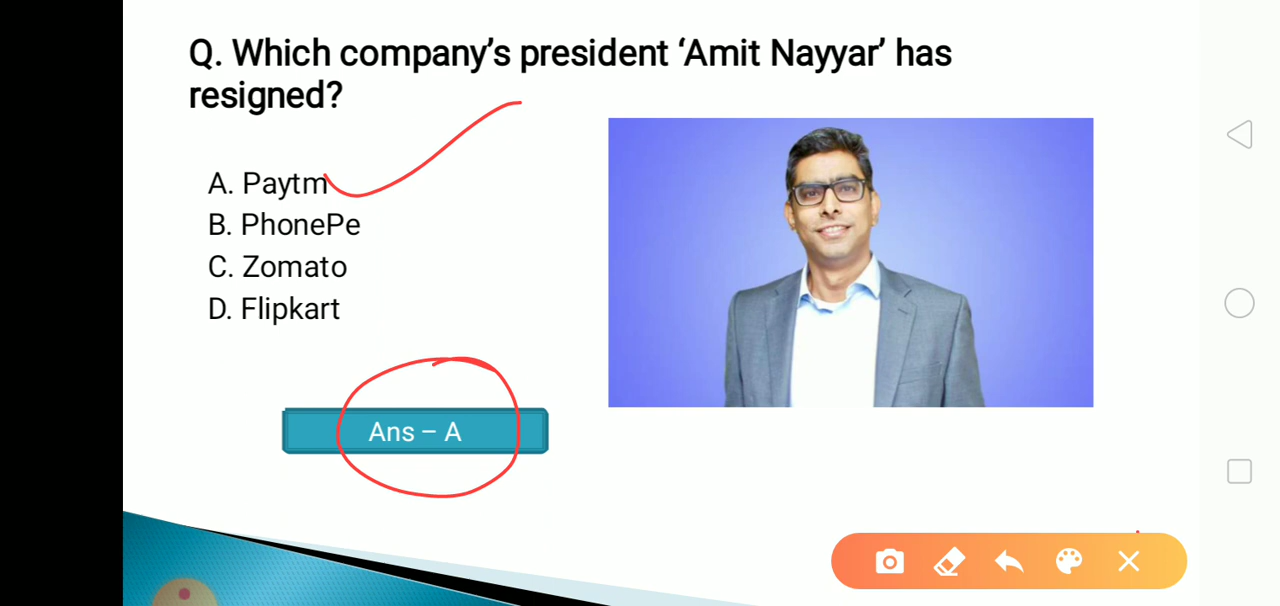 Q. Which company’s president ‘Amit Nayyar’ has
resigned?
A. Paytm
B. PhonePe
C. Zomato
D. Flipkart
Ans – A